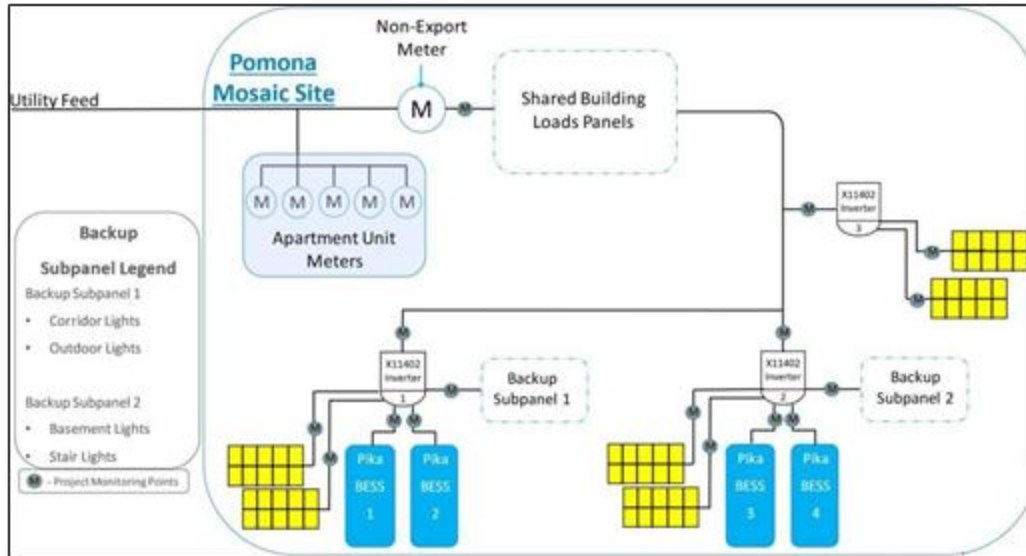 Non-Export
Meter
Pomona
Mosaic Site
Utility Feed
M
M
Shared Building
Loads Panels
M M M M M
Apartment Unit
Meters
M
X11402
Inverter
3
M
M
Backup
Subpanel Legend
Backup Subpanel 1
• Corridor Lights
• Outdoor Lights
Backup Subpanel 2
• Basement Lights
• Stair Lights
M - Project Monitoring Points
M
X11402
Inverter
1
M
Backup
Subpanel 1
M
M
M
M
Pika
BESS
1
Pika
BESS
2
M
X11402
Inverter
2
M
Backup
Subpanel 2
M
M
M
M
Pika
BESS
3
Pika
BESS
4